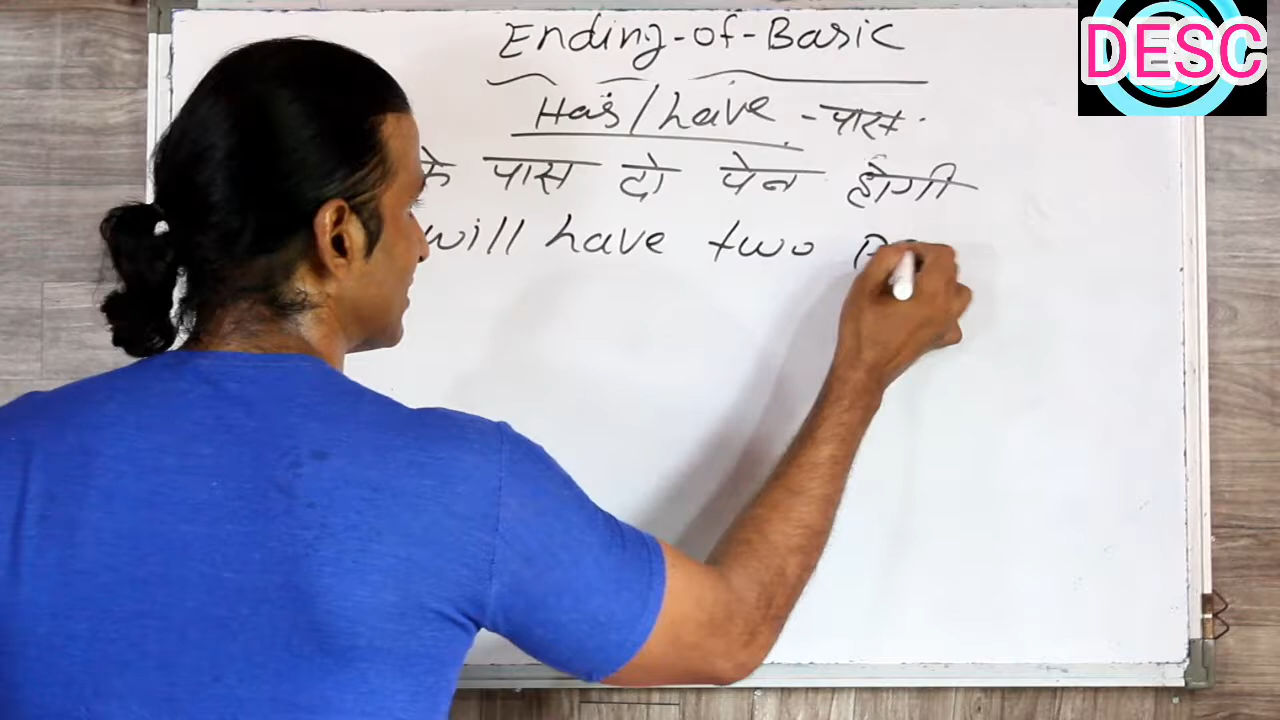 Ending-of-Basic
DESC
Has/have - पास
के पास दो पेन होगी
will have two